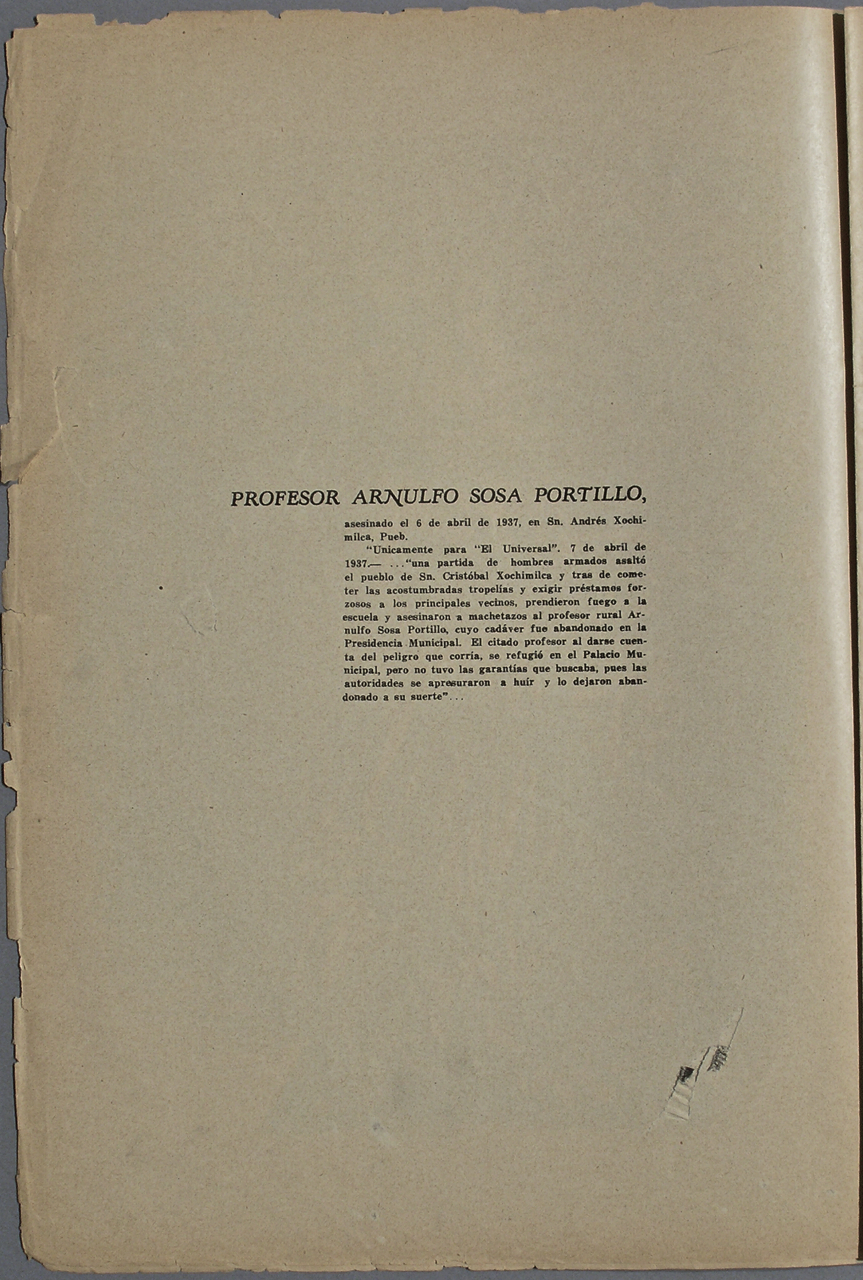 PROFESOR ARNULFO SOSA PORTILLO,
asesinado el 6 de abril de 1937, en Sn. Andrés Xochi-
milca, Pueb.
"Unicamente para "El Universal". 7 de abril de
1937.— ..."una partida de hombres armados asaltó
el pueblo de Sn. Cristóbal Xochimilca y tras de come-
ter las acostumbradas tropelías y exigir préstamos for-
zosos a los principales vecinos, prendieron fuego a la
escuela y asesinaron a machetazos al profesor rural Ar-
nulfo Sosa Portillo, cuyo cadáver fue abandonado en la
Presidencia Municipal. El citado profesor al darse cuen-
ta del peligro que corría, se refugió en el Palacio Mu-
nicipal, pero no tuvo las garantías que buscaba, pues las
autoridades se apresuraron a huír y lo dejaron aban-
donado a su suerte"...